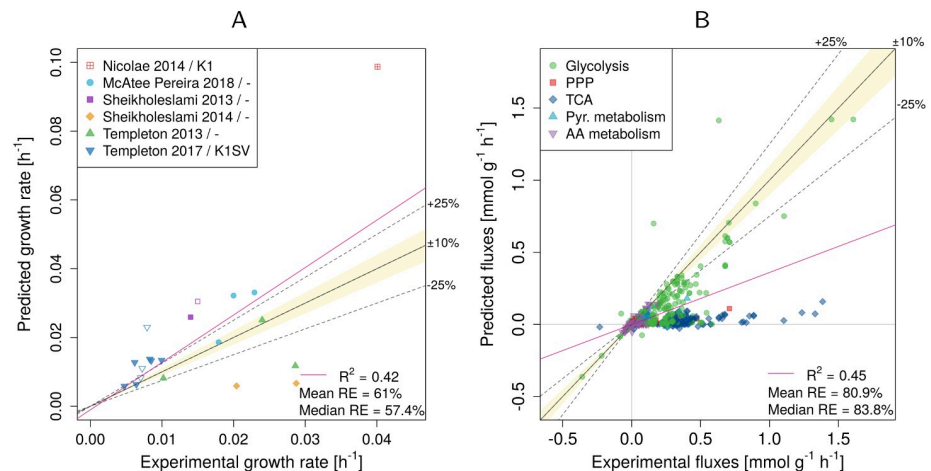 A
Predicted growth rate [h⁻¹]
0.10
0.08
0.06
0.04
0.02
0.00
Nicolae 2014 / K1
McAtee Pereira 2018 / -
Sheikholeslami 2013 / -
Sheikholeslami 2014 / -
Templeton 2013 / -
Templeton 2017 / K1SV
+25%
±10%
-25%
R² = 0.42
Mean RE = 61%
Median RE = 57.4%
0.00 0.01 0.02 0.03 0.04
Experimental growth rate [h⁻¹]
B
+25%
±10%
-25%
Predicted fluxes [mmol g⁻¹ h⁻¹]
1.5
1.0
0.5
0.0
-0.5
Glycolysis
PPP
TCA
Pyr. metabolism
AA metabolism
R² = 0.45
Mean RE = 80.9%
Median RE = 83.8%
-0.5 0.0 0.5 1.0 1.5
Experimental fluxes [mmol g⁻¹ h⁻¹]